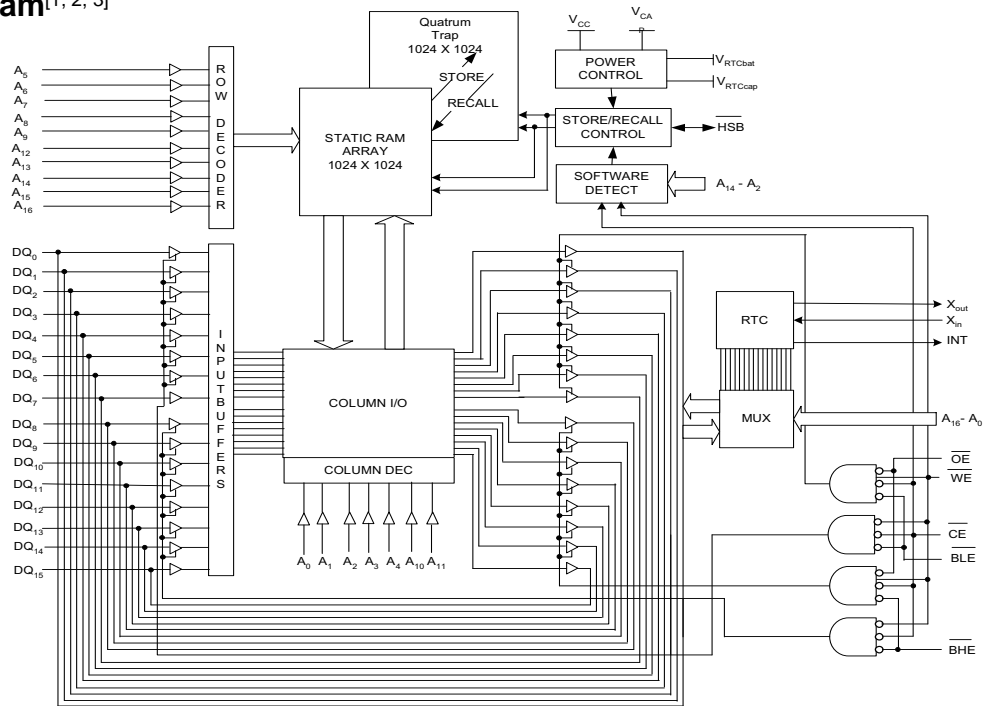 am[1, 2, 3]
Quatrum
Trap
1024 X 1024
STORE
RECALL
STATIC RAM
ARRAY
1024 X 1024
VCC
VCA
P
POWER
CONTROL
VRTCbat
VRTCcap
STORE/RECALL
CONTROL
HSB
SOFTWARE
DETECT
A14 - A2
A5
A6
A7
A8
A9
A12
A13
A14
A15
A16
ROW DECODER
DQ0
DQ1
DQ2
DQ3
DQ4
DQ5
DQ6
DQ7
DQ8
DQ9
DQ10
DQ11
DQ12
DQ13
DQ14
DQ15
INPUTBUFFERS
COLUMN I/O
COLUMN DEC
A0
A1
A2
A3
A4
A10
A11
RTC
Xout
Xin
INT
MUX
A16- A0
OE
WE
CE
BLE
BHE